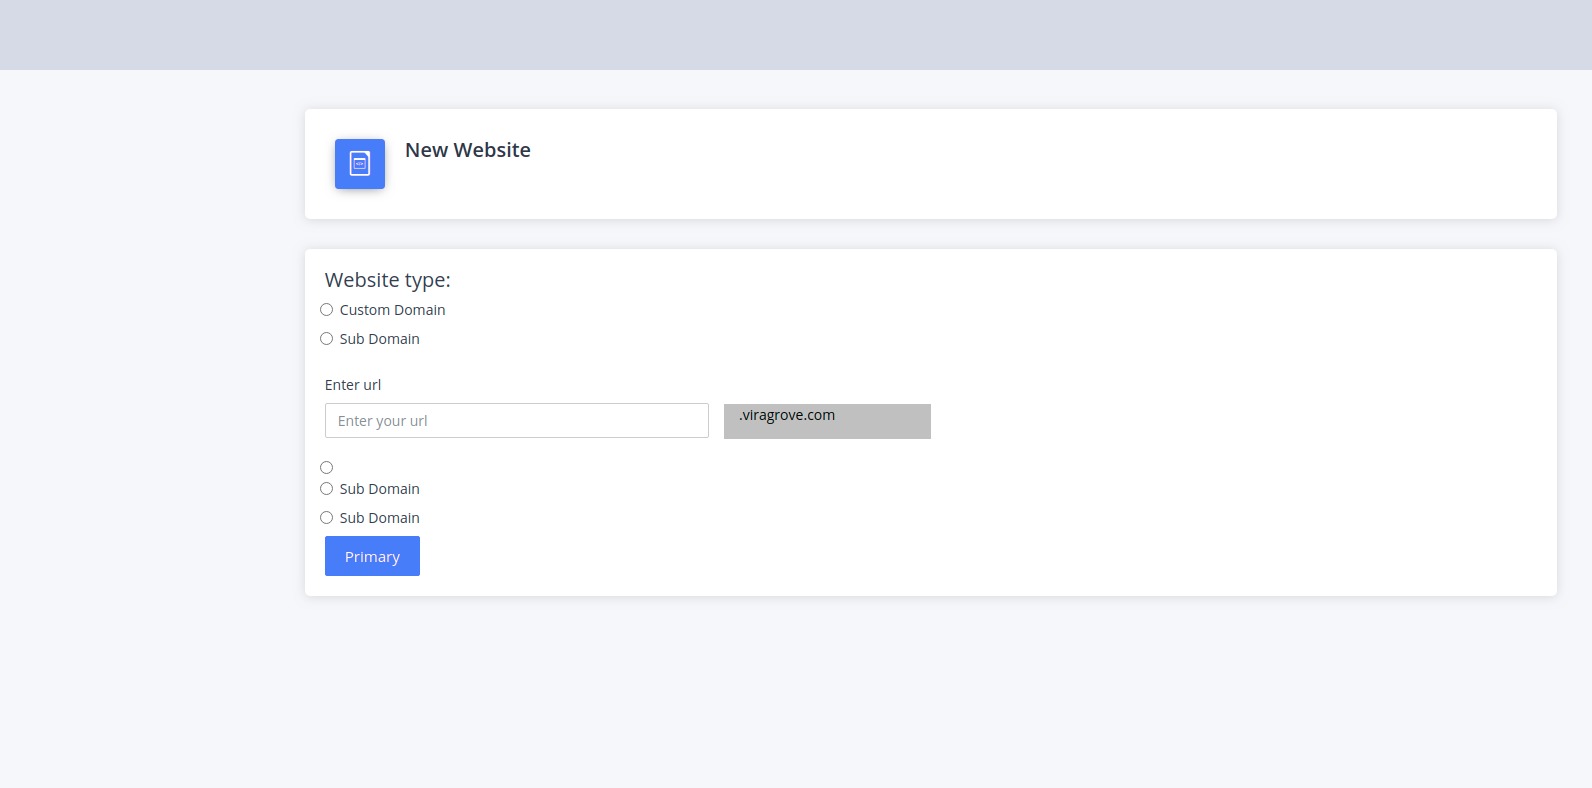 New Website
Website type:
Custom Domain
Sub Domain
Enter url
Enter your url
.viragrove.com
Sub Domain
Sub Domain
Primary